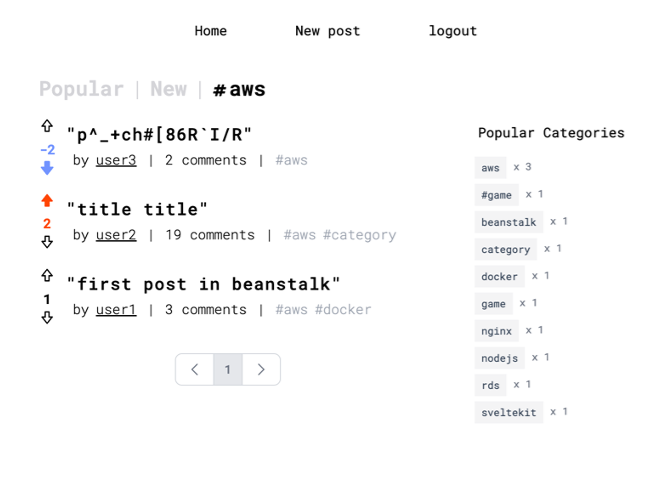 Home New post logout
Popular | New | #aws
"p^_+ch#[86R`I/R"
-2
by user3 | 2 comments | #aws
"title title"
2
by user2 | 19 comments | #aws #category
"first post in beanstalk"
1
by user1 | 3 comments | #aws #docker
1
Popular Categories
aws x 3
#game x 1
beanstalk x 1
category x 1
docker x 1
game x 1
nginx x 1
nodejs x 1
rds x 1
sveltekit x 1